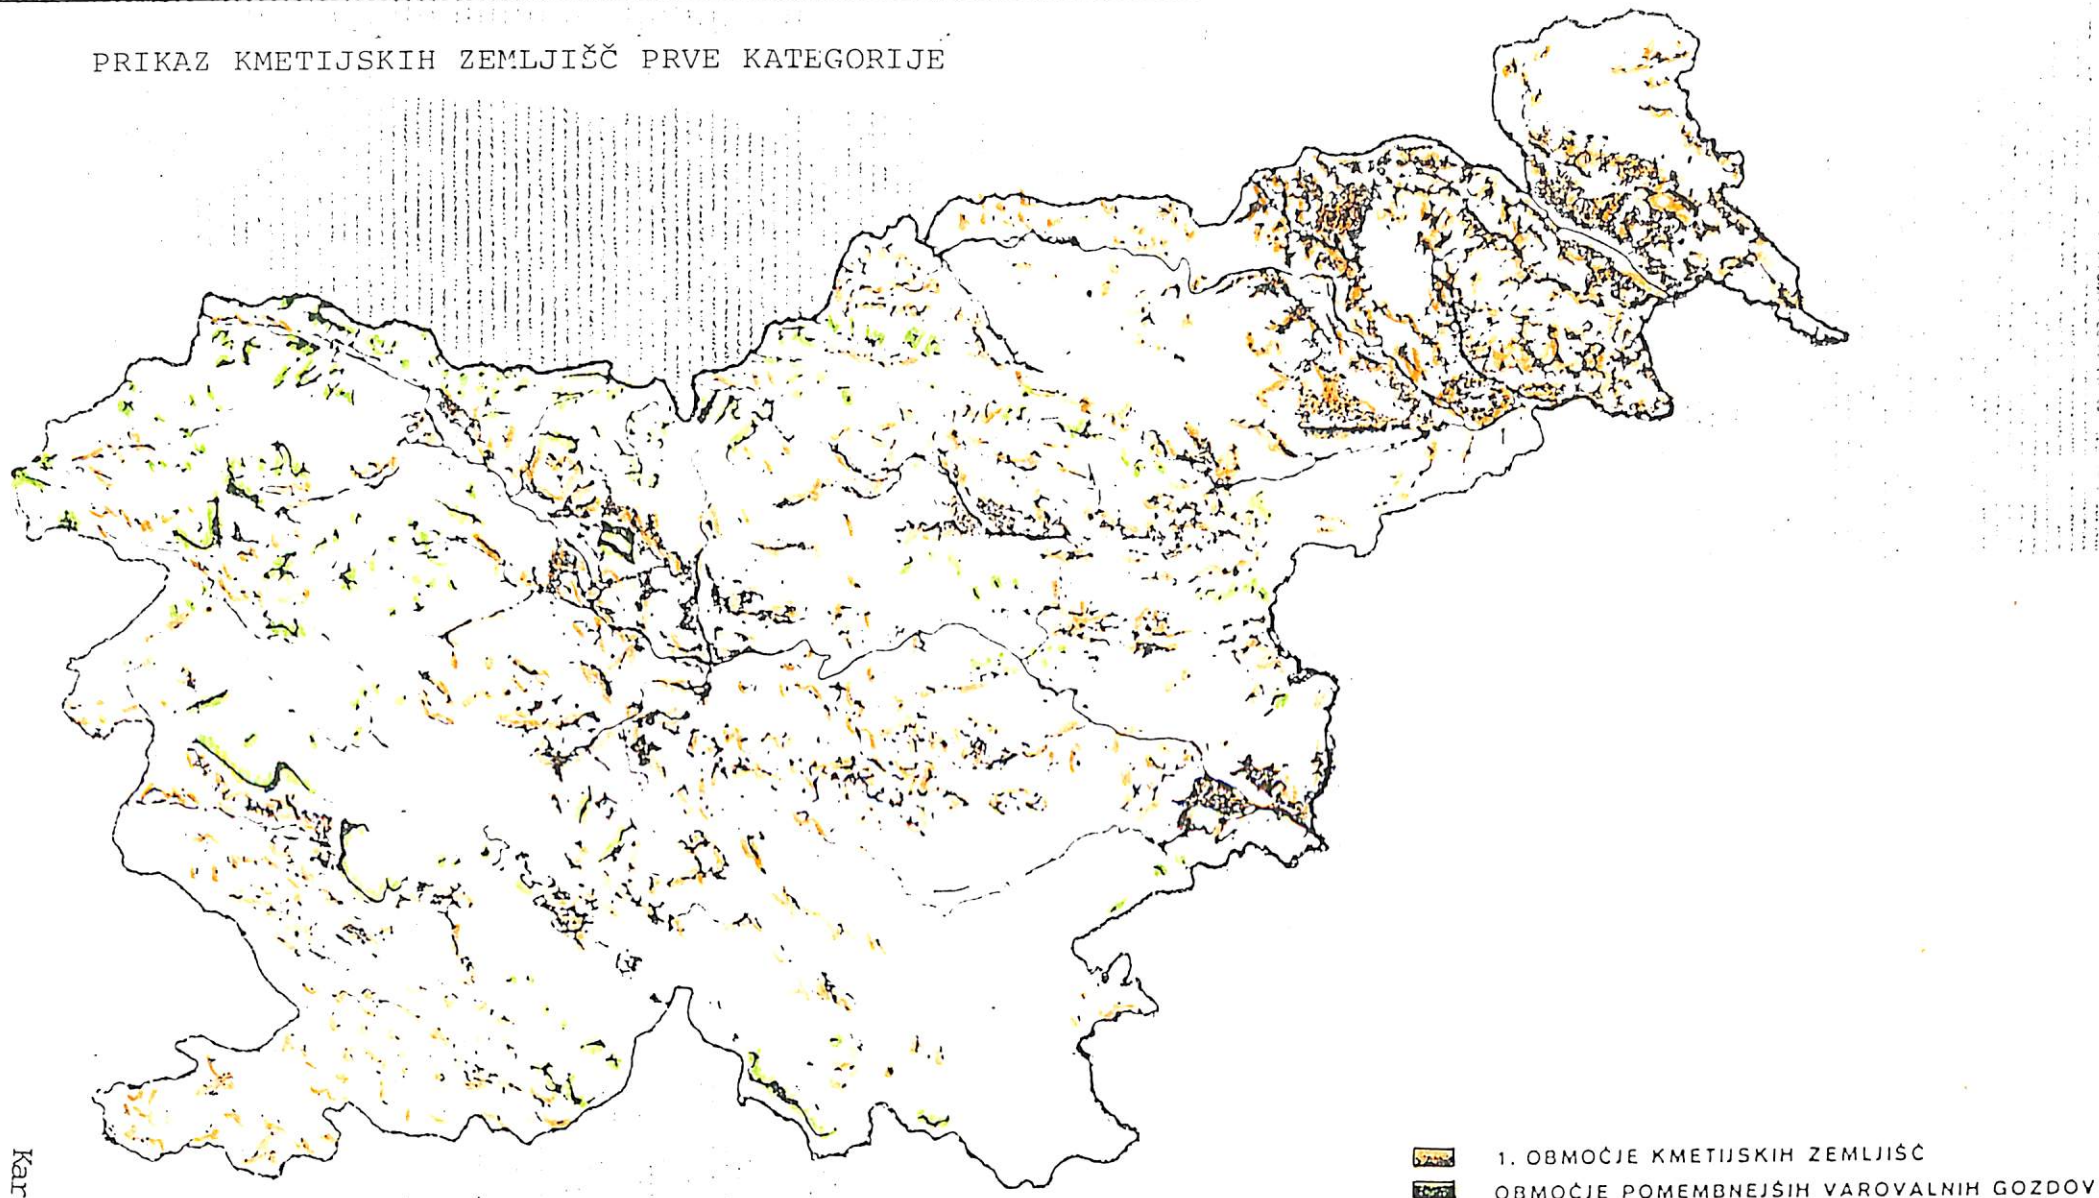 PRIKAZ KMETIJSKIH ZEMLJIŠČ PRVE KATEGORIJE
1. OBMOČJE KMETIJSKIH ZEMLJIŠČ
OBMOČJE POMEMBNEJŠIH VAROVALNIH GOZDOV
Kar